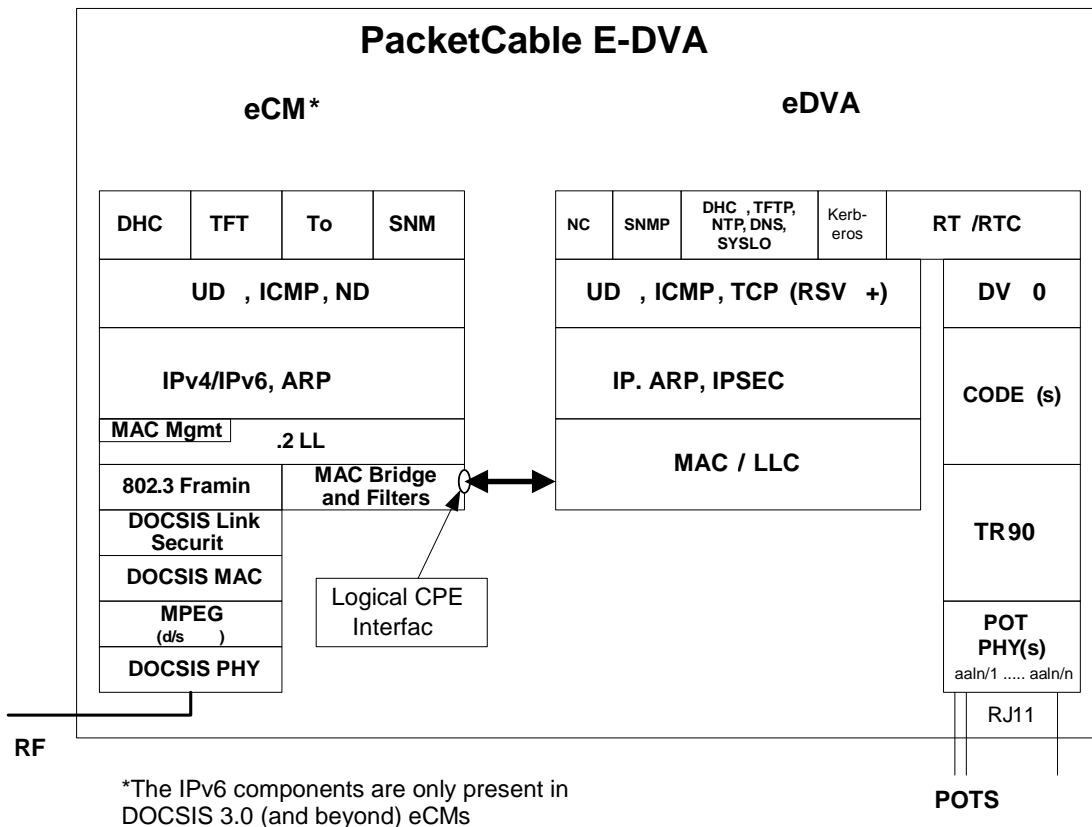 PacketCable E-DVA
eCM*
eDVA
DHC
TFT
To
SNM
UD , ICMP, ND
IPv4/IPv6, ARP
MAC Mgmt
.2 LL
802.3 Framin
MAC Bridge
and Filters
DOCSIS Link
Securit
DOCSIS MAC
MPEG
(d/s )
DOCSIS PHY
RF
Logical CPE
Interfac
NC
SNMP
DHC , TFTP,
NTP, DNS,
SYSLO
Kerb-
eros
RT /RTC
UD , ICMP, TCP (RSV +)
IP. ARP, IPSEC
MAC / LLC
DV 0
CODE (s)
TR90
POT
PHY(s)
aaln/1 ..... aaln/n
RJ11
POTS
*The IPv6 components are only present in
DOCSIS 3.0 (and beyond) eCMs